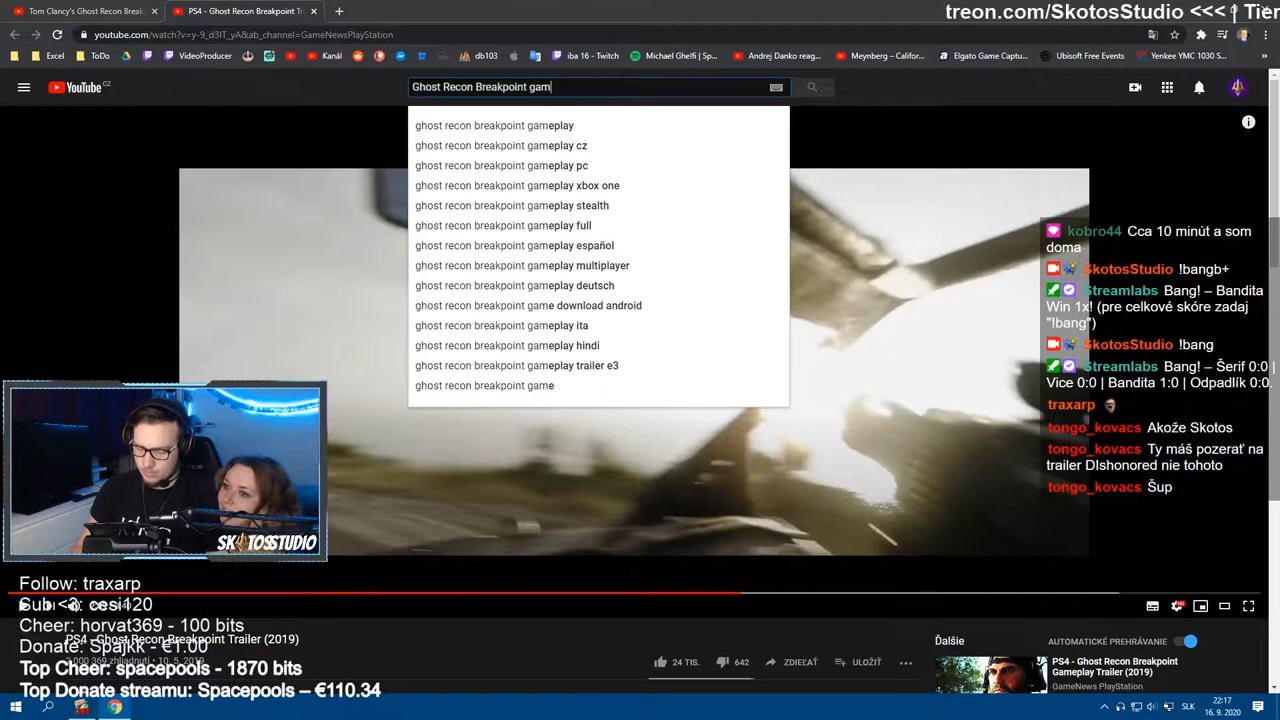 treon.com/SkotosStudio <<< | Tier
Tom Clancy's Ghost Recon Breakp
PS4 - Ghost Recon Breakpoint Tr
youtube.com/watch?v=y-9_d3IT_yA&ab_channel=GameNewsPlayStation
Excel
ToDo
VideoProducer
Kanál
db103
iba 16 - Twitch
Michael Ghelfi | Sp...
Andrej Danko reag...
Meynberg – Califor...
Elgato Game Captur...
Ubisoft Free Events
Yenkee YMC 1030 S...
YouTube CZ
Ghost Recon Breakpoint gam
ghost recon breakpoint gameplay
ghost recon breakpoint gameplay cz
ghost recon breakpoint gameplay pc
ghost recon breakpoint gameplay xbox one
ghost recon breakpoint gameplay stealth
ghost recon breakpoint gameplay full
ghost recon breakpoint gameplay español
ghost recon breakpoint gameplay multiplayer
ghost recon breakpoint gameplay deutsch
ghost recon breakpoint game download android
ghost recon breakpoint gameplay ita
ghost recon breakpoint gameplay hindi
ghost recon breakpoint gameplay trailer e3
ghost recon breakpoint game
kobro44 Cca 10 minút a som
doma
SkotosStudio !bangb+
Streamlabs Bang! – Bandita
Win 1x! (pre celkové skóre zadaj
"!bang")
SkotosStudio !bang
Streamlabs Bang! – Šerif 0:0 |
Vice 0:0 | Bandita 1:0 | Odpadlík 0:0.
traxarp
tongo_kovacs Akože Skotos
tongo_kovacs Ty máš pozerať na
trailer DIshonored nie tohoto
tongo_kovacs Šup
SKOTOSSTUDIO
Follow: traxarp
Sub <3: cesi120
Cheer: horvat369 - 100 bits
Donate: Spajkk - €1.00
Top Cheer: spacepools - 1870 bits
Top Donate streamu: Spacepools – €110.34
PS4 - Ghost Recon Breakpoint Trailer (2019)
000 369 zhliadnutí • 10. 5. 2019
24 TIS.
642
ZDIEĽAŤ
ULOŽIŤ
Ďalšie
AUTOMATICKÉ PREHRÁVANIE
PS4 - Ghost Recon Breakpoint
Gameplay Trailer (2019)
GameNews PlayStation
SLK
22:17
16. 9. 2020